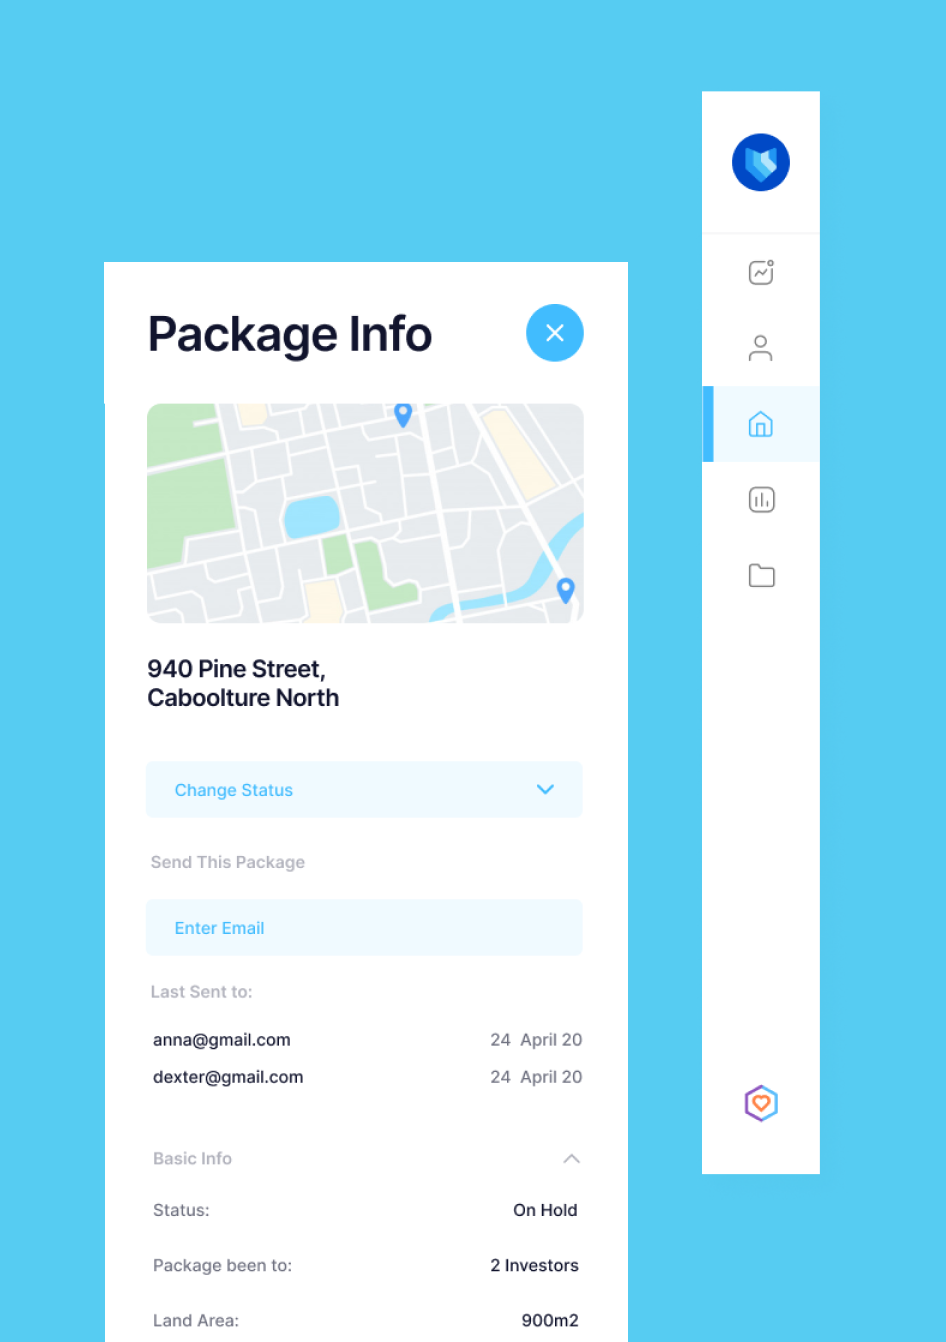 Package Info
940 Pine Street,
Caboolture North
Change Status
Send This Package
Enter Email
Last Sent to:
anna@gmail.com 24 April 20
dexter@gmail.com 24 April 20
Basic Info
Status: On Hold
Package been to: 2 Investors
Land Area: 900m2